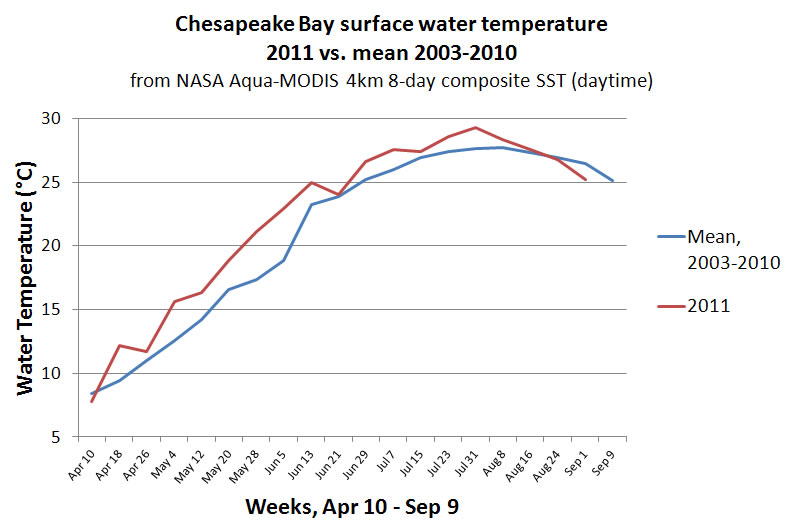 Chesapeake Bay surface water temperature
2011 vs. mean 2003-2010
from NASA Aqua-MODIS 4km 8-day composite SST (daytime)
30
25
20
15
10
5
Water Temperature (°C)
Mean,
2003-2010
2011
Apr 10
Apr 18
Apr 26
May 4
May 12
May 20
May 28
Jun 5
Jun 13
Jun 21
Jun 29
Jul 7
Jul 15
Jul 23
Jul 31
Aug 8
Aug 16
Aug 24
Sep 1
Sep 9
Weeks, Apr 10 - Sep 9